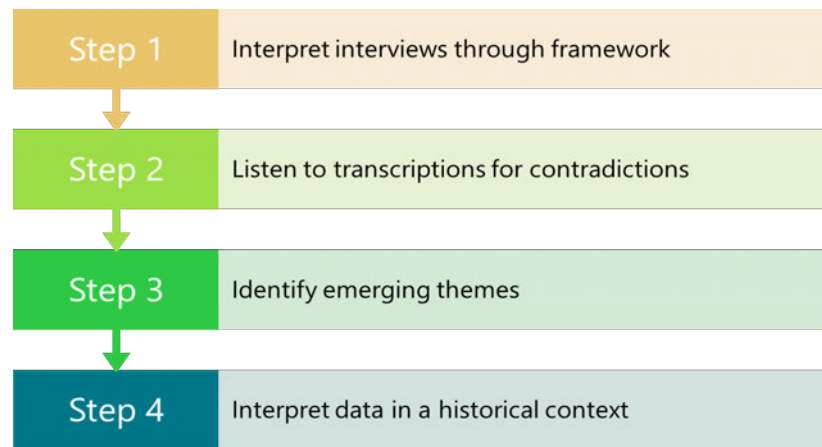 Step 1
Interpret interviews through framework
Step 2
Listen to transcriptions for contradictions
Step 3
Identify emerging themes
Step 4
Interpret data in a historical context